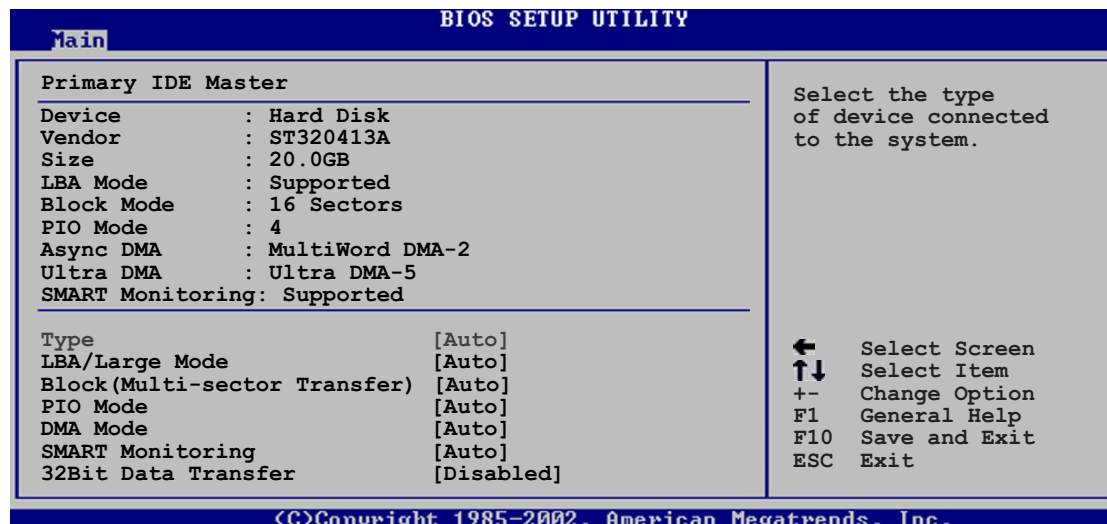 BIOS SETUP UTILITY
Main
Primary IDE Master
Device : Hard Disk
Vendor : ST320413A
Size : 20.0GB
LBA Mode : Supported
Block Mode : 16 Sectors
PIO Mode : 4
Async DMA : MultiWord DMA-2
Ultra DMA : Ultra DMA-5
SMART Monitoring: Supported
Type [Auto]
LBA/Large Mode [Auto]
Block(Multi-sector Transfer) [Auto]
PIO Mode [Auto]
DMA Mode [Auto]
SMART Monitoring [Auto]
32Bit Data Transfer [Disabled]
Select the type
of device connected
to the system.
← Select Screen
↑↓ Select Item
+- Change Option
F1 General Help
F10 Save and Exit
ESC Exit
(C)Copyright 1985-2002, American Megatrends, Inc.